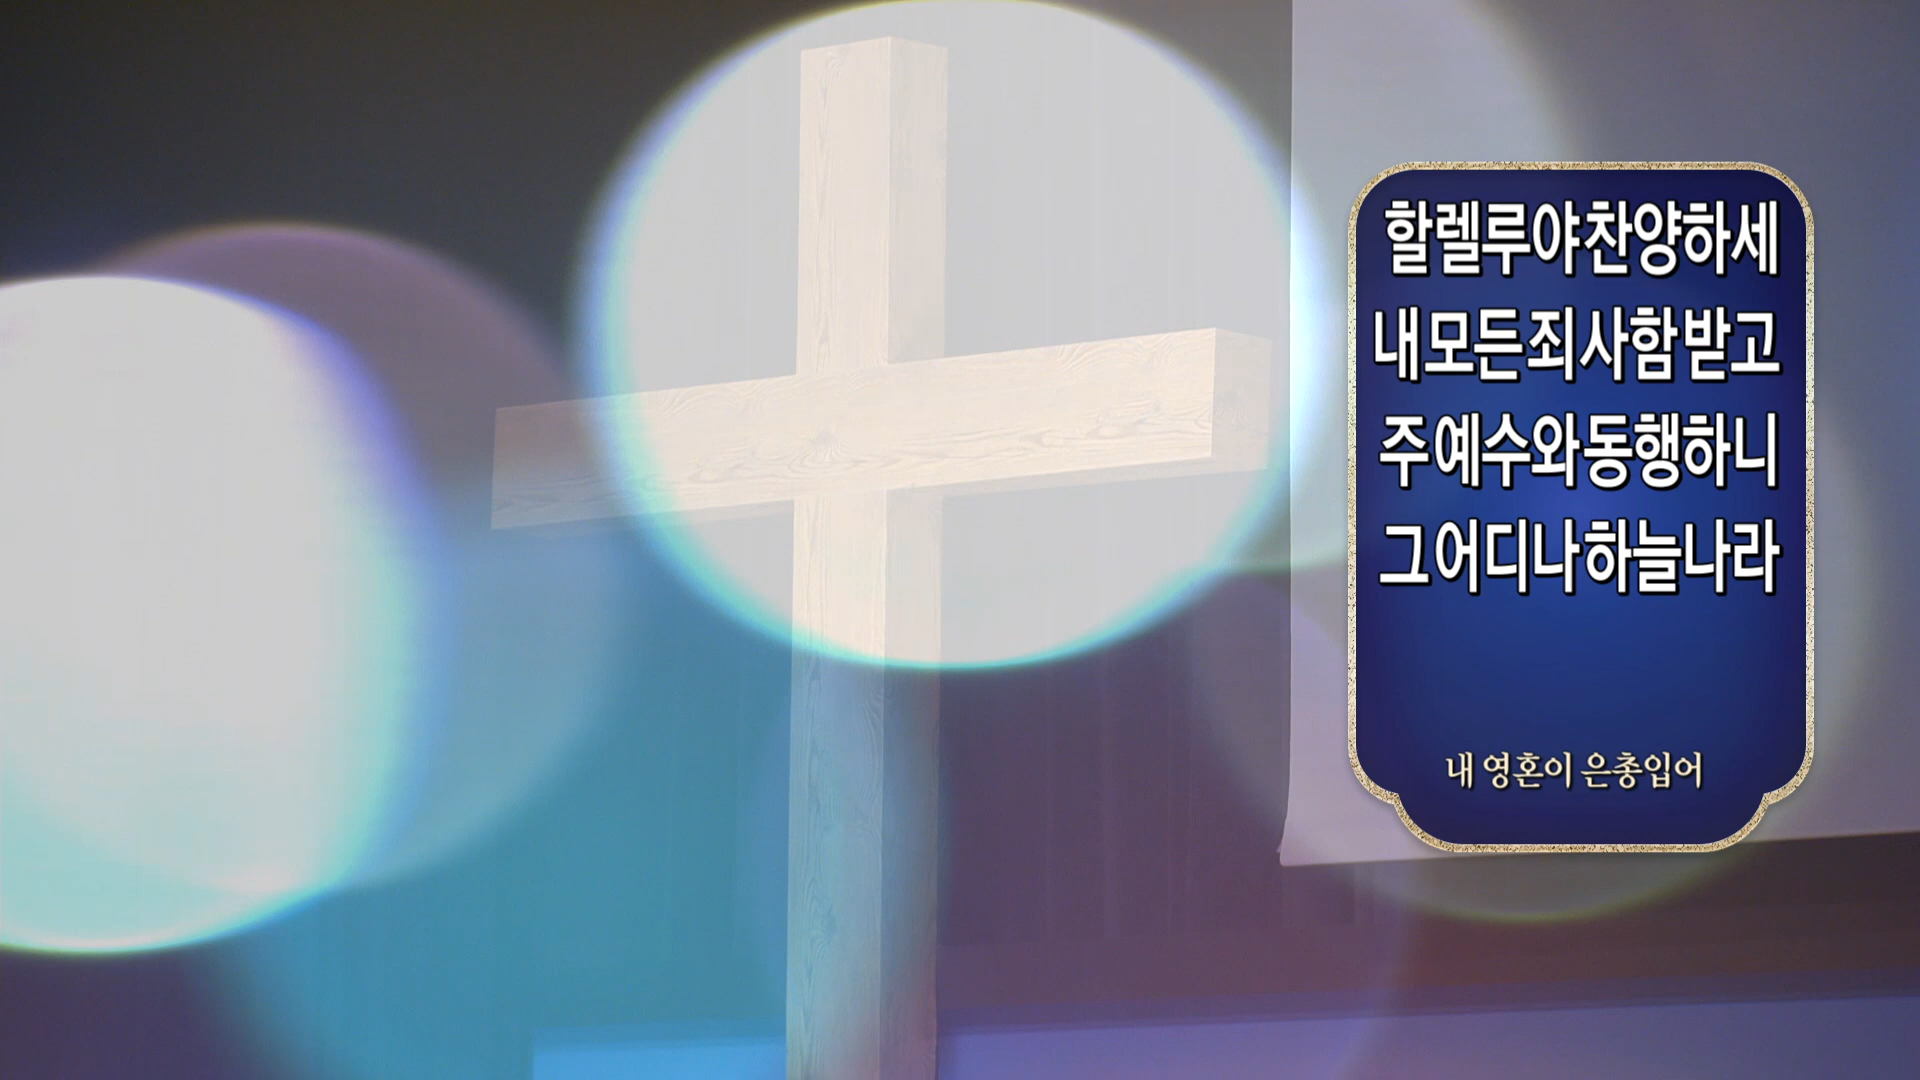 할렐루야 찬양하세
내 모든 죄 사함 받고
주 예수와 동행하니
그 어디나 하늘나라
내 영혼이 은총입어